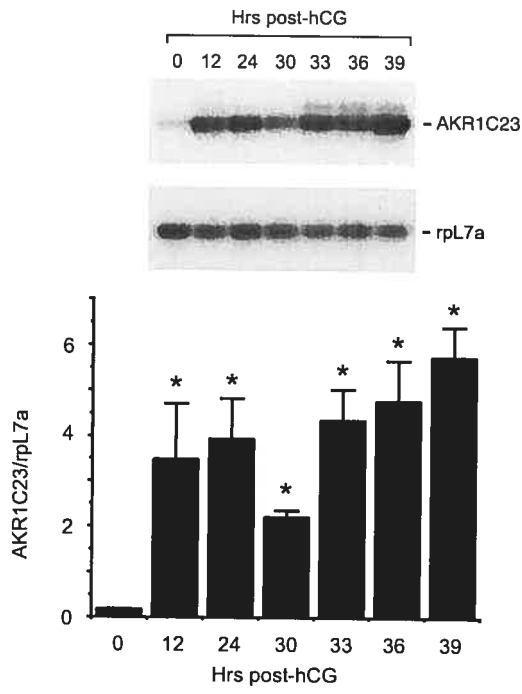 Hrs post-hCG
0 12 24 30 33 36 39
- AKR1C23
- rpL7a
AKR1C23/rpL7a
6
4
2
0
* * * * * *
0 12 24 30 33 36 39
Hrs post-hCG